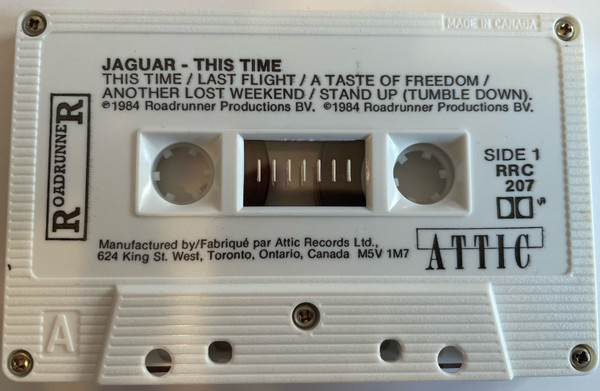 MADE IN CANADA
JAGUAR - THIS TIME
THIS TIME / LAST FLIGHT / A TASTE OF FREEDOM /
ANOTHER LOST WEEKEND / STAND UP (TUMBLE DOWN).
℗1984 Roadrunner Productions BV. ©1984 Roadrunner Productions BV.
ROADRUNNER
SIDE 1
RRC
207
Manufactured by/Fabriqué par Attic Records Ltd.,
624 King St. West, Toronto, Ontario, Canada M5V 1M7
ATTIC
A